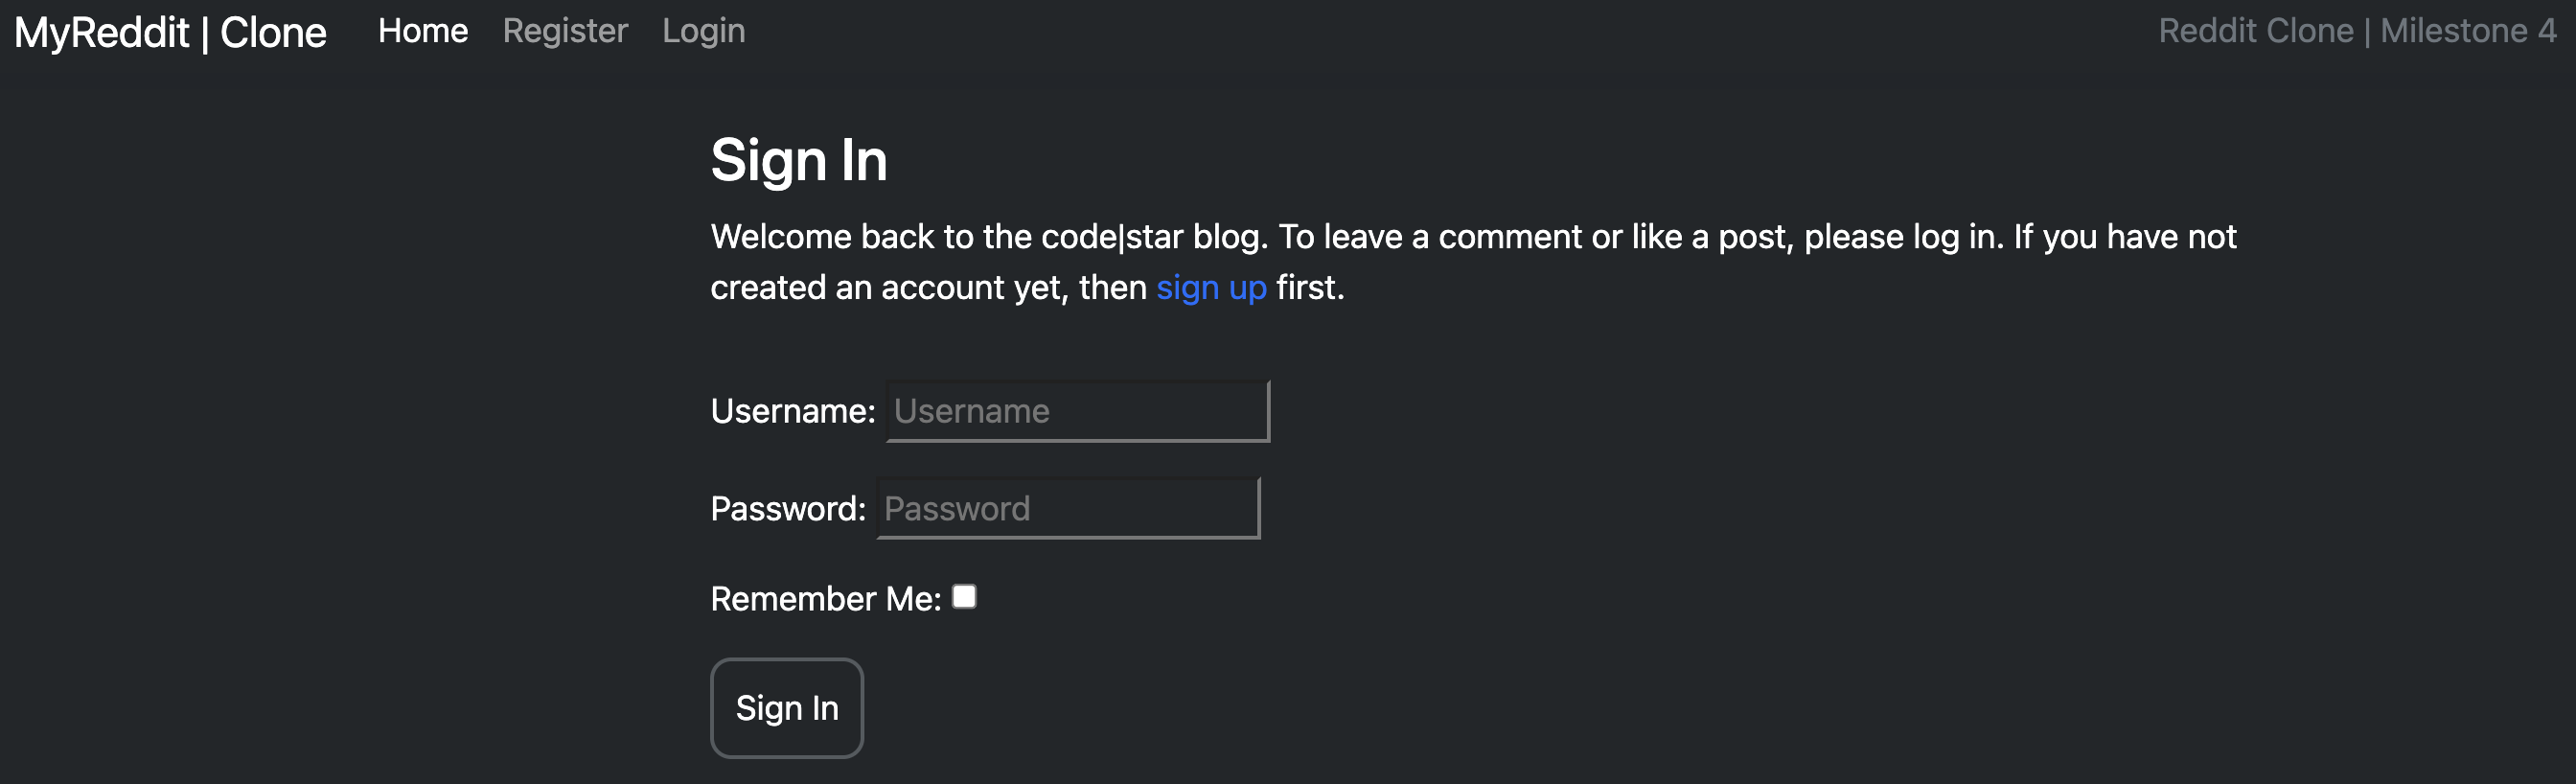 MyReddit | Clone Home Register Login Reddit Clone | Milestone 4
Sign In
Welcome back to the code|star blog. To leave a comment or like a post, please log in. If you have not
created an account yet, then sign up first.
Username: Username
Password: Password
Remember Me:
Sign In